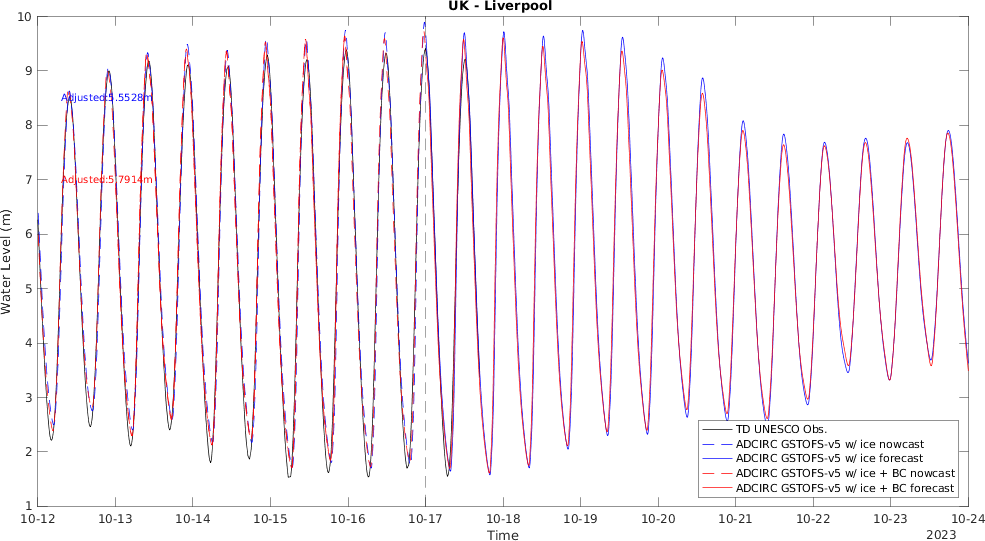 UK - Liverpool
10
9
8
7
6
5
4
3
2
1
Water Level (m)
Adjusted:5.5528m
Adjusted:5.7914m
TD UNESCO Obs.
ADCIRC GSTOFS-v5 w/ ice nowcast
ADCIRC GSTOFS-v5 w/ ice forecast
ADCIRC GSTOFS-v5 w/ ice + BC nowcast
ADCIRC GSTOFS-v5 w/ ice + BC forecast
10-12 10-13 10-14 10-15 10-16 10-17 10-18 10-19 10-20 10-21 10-22 10-23 10-24
Time
2023